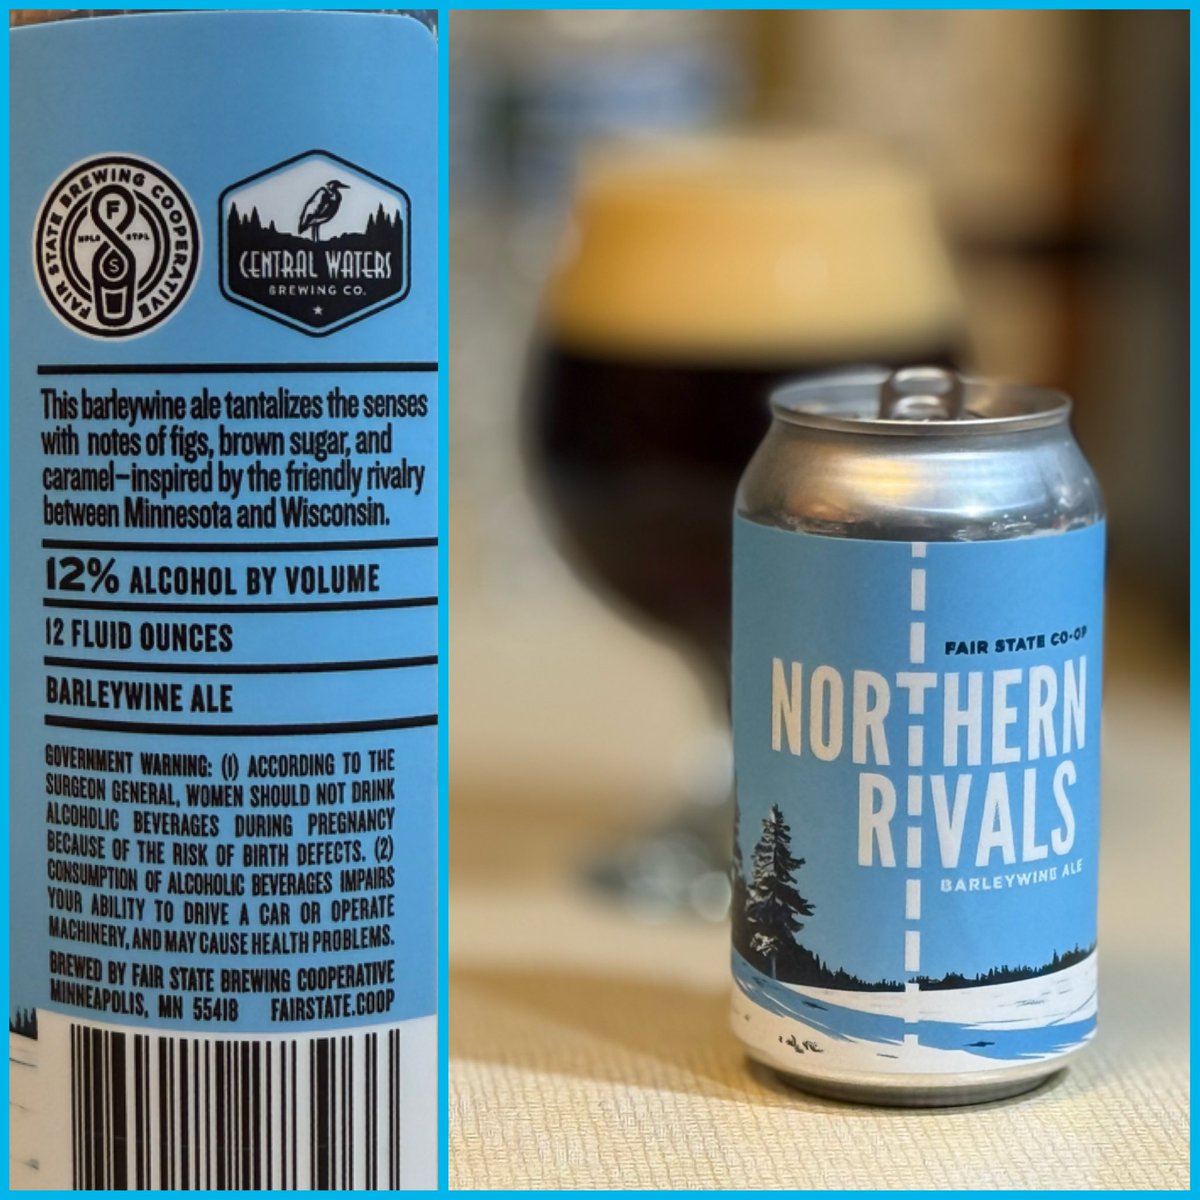 FAIR STATE BREWING COOPERATIVE
F
MPLS STPL
S
CENTRAL WATERS
BREWING CO.
This barleywine ale tantalizes the senses
with notes of figs, brown sugar, and
caramel–inspired by the friendly rivalry
between Minnesota and Wisconsin.
12% ALCOHOL BY VOLUME
12 FLUID OUNCES
BARLEYWINE ALE
GOVERNMENT WARNING: (1) ACCORDING TO THE
SURGEON GENERAL, WOMEN SHOULD NOT DRINK
ALCOHOLIC BEVERAGES DURING PREGNANCY
BECAUSE OF THE RISK OF BIRTH DEFECTS. (2)
CONSUMPTION OF ALCOHOLIC BEVERAGES IMPAIRS
YOUR ABILITY TO DRIVE A CAR OR OPERATE
MACHINERY, AND MAY CAUSE HEALTH PROBLEMS.
BREWED BY FAIR STATE BREWING COOPERATIVE
MINNEAPOLIS, MN 55418 FAIRSTATE.COOP
FAIR STATE CO-OP
NORTHERN
RIVALS
BARLEYWINE ALE